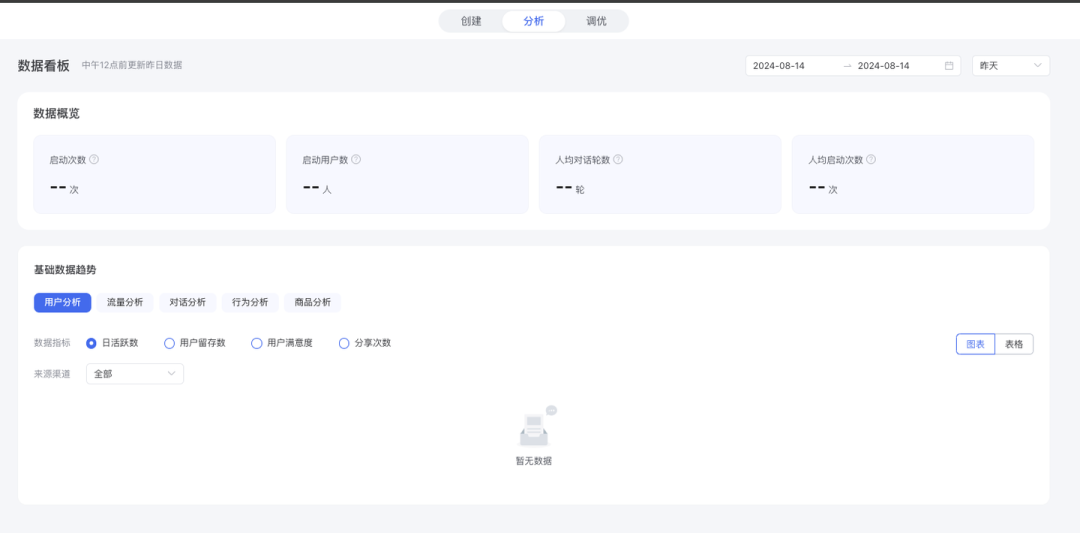 创建 分析 调优
数据看板 中午12点前更新昨日数据 2024-08-14 → 2024-08-14 昨天
数据概览
启动次数 ? 启动用户数 ? 人均对话轮数 ? 人均启动次数 ?
-- 次 -- 人 -- 轮 -- 次
基础数据趋势
用户分析 流量分析 对话分析 行为分析 商品分析
数据指标 日活跃数 用户留存数 用户满意度 分享次数 图表 表格
来源渠道 全部
暂无数据